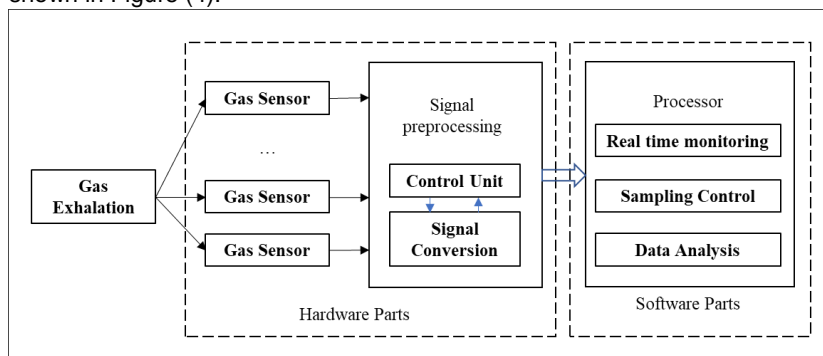 shown in Figure (4).
Gas Sensor
...
Gas Exhalation
Gas Sensor
Gas Sensor
Signal
preprocessing
Control Unit
Signal
Conversion
Hardware Parts
Processor
Real time monitoring
Sampling Control
Data Analysis
Software Parts